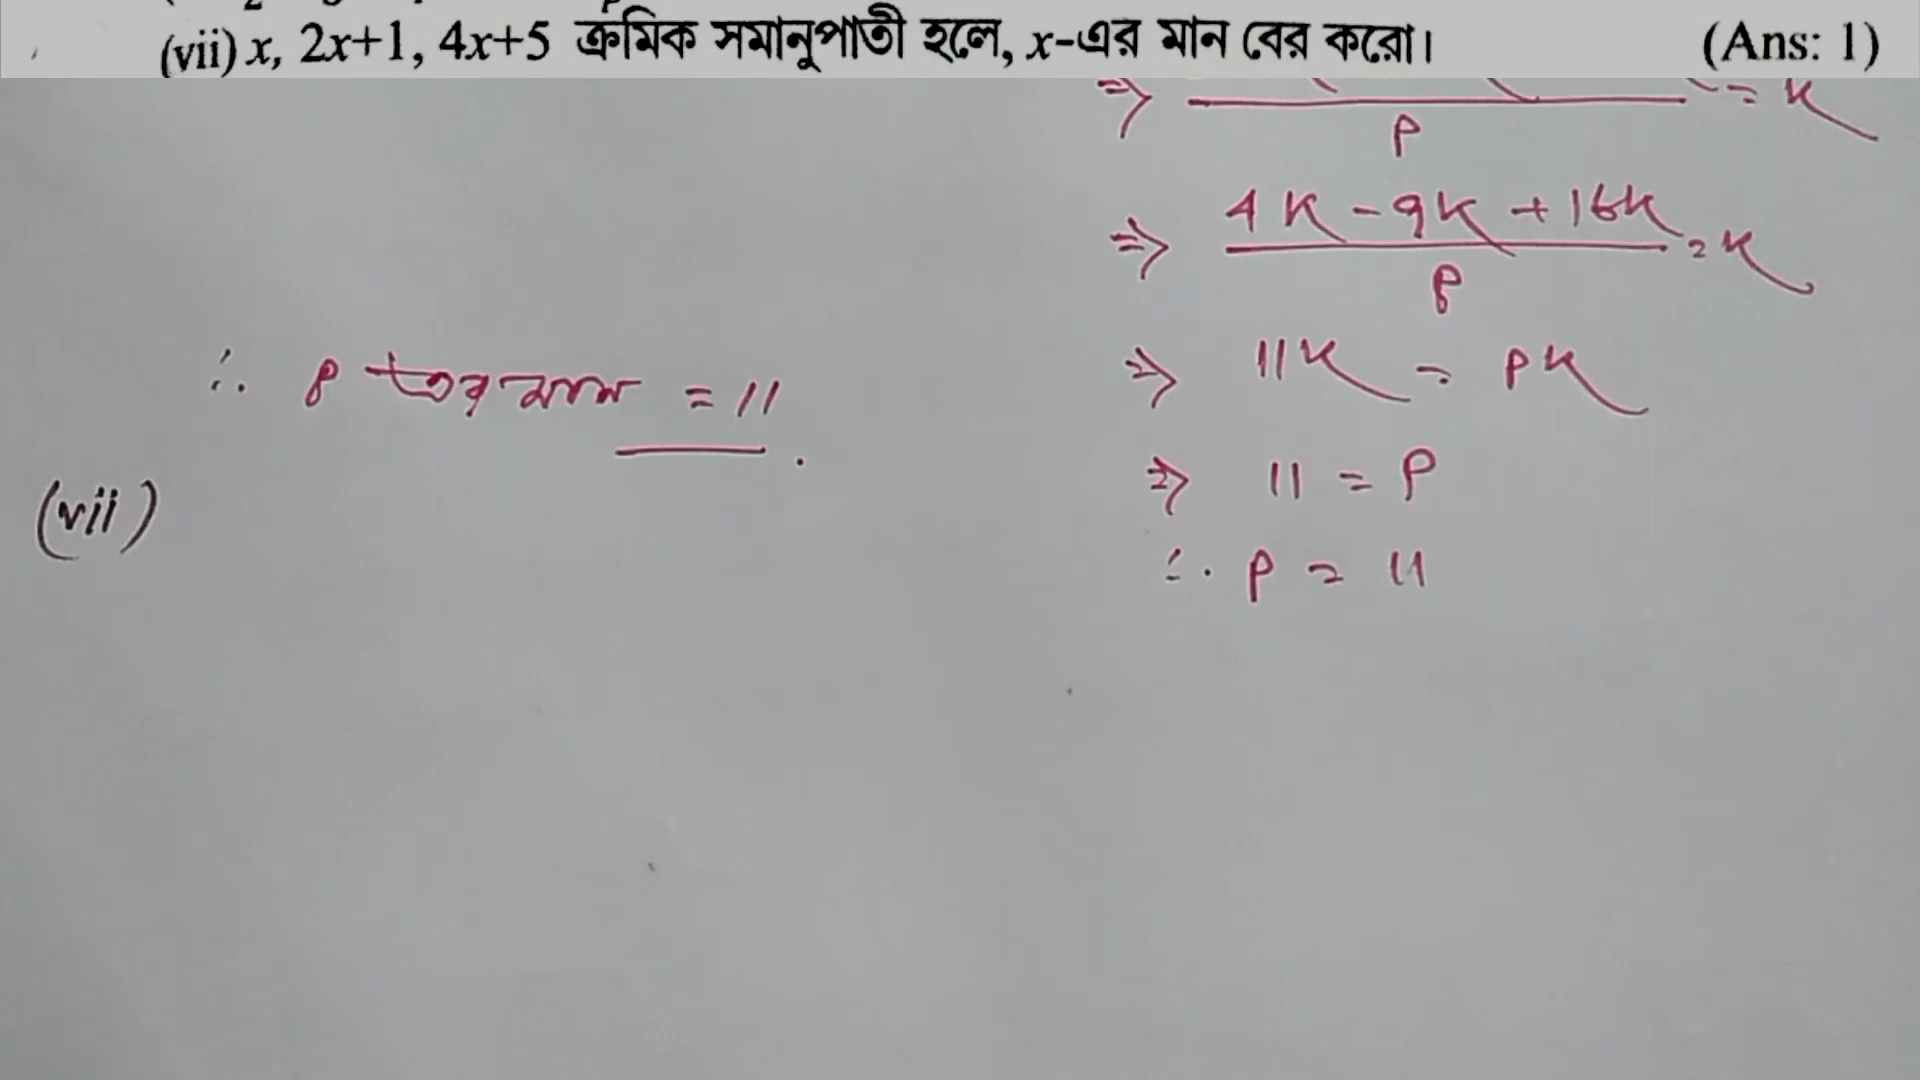 (vii) x, 2x+1, 4x+5 ক্রমিক সমানুপাতী হলে, x-এর মান বের করো। (Ans: 1)
⇒ ――― = k
P
⇒ 4k - 9k + 16k = k
P
∴ P এর মান = 11.
⇒ 11k = Pk
⇒ 11 = P
(vii)
∴ P = 11